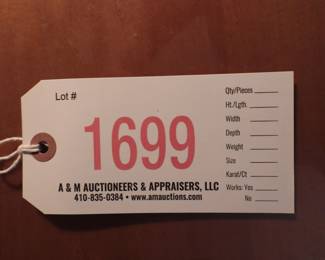 Lot #
1699
A & M AUCTIONEERS & APPRAISERS, LLC
410-835-0384 • www.amauctions.com
Qty/Pieces
Ht./Lgth.
Width
Depth
Weight
Size
Karat/Ct
Works: Yes
No